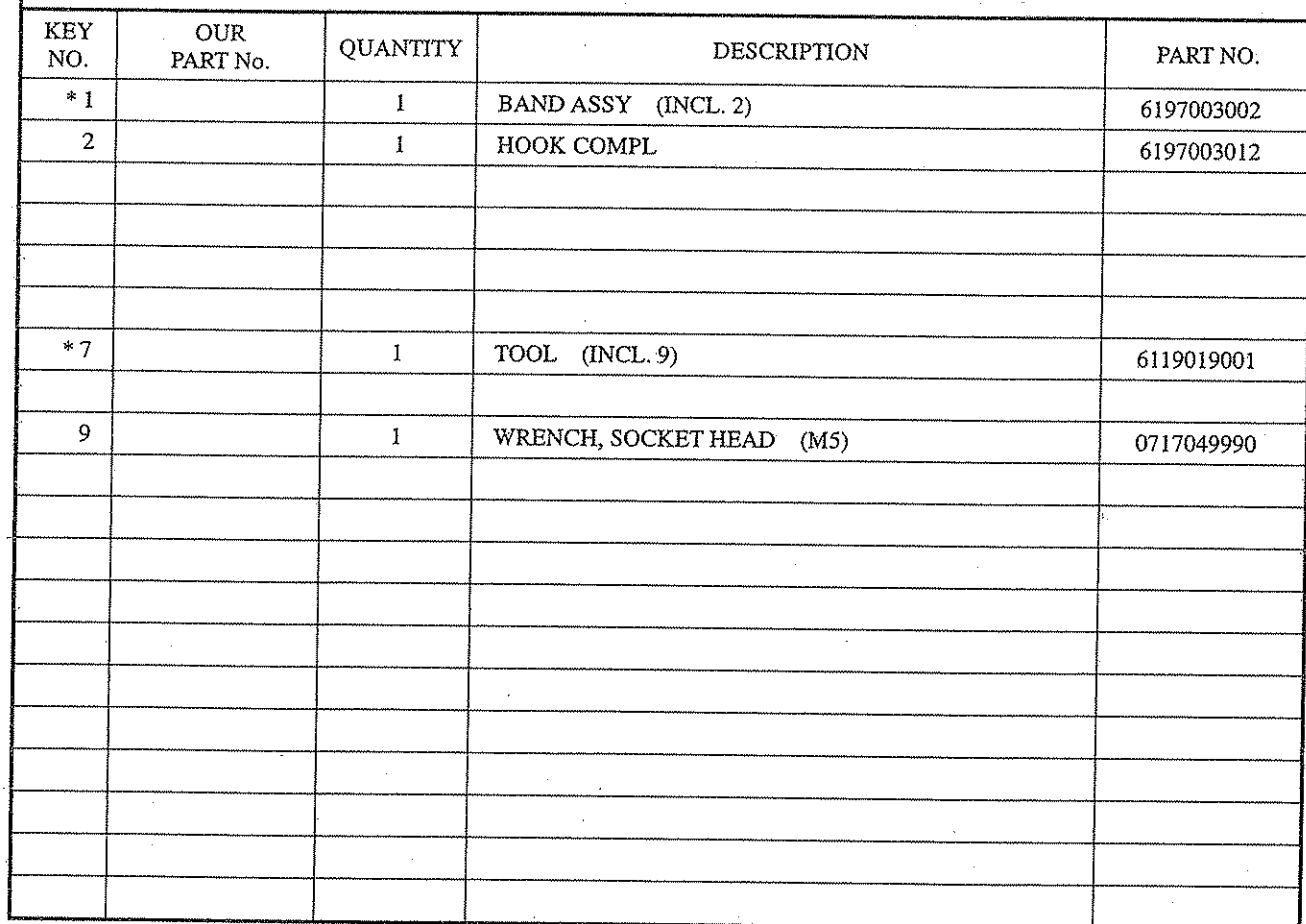 KEY NO. OUR PART No. QUANTITY DESCRIPTION PART NO.
* 1 1 BAND ASSY (INCL. 2) 6197003002
2 1 HOOK COMPL 6197003012
* 7 1 TOOL (INCL. 9) 6119019001
9 1 WRENCH, SOCKET HEAD (M5) 0717049990